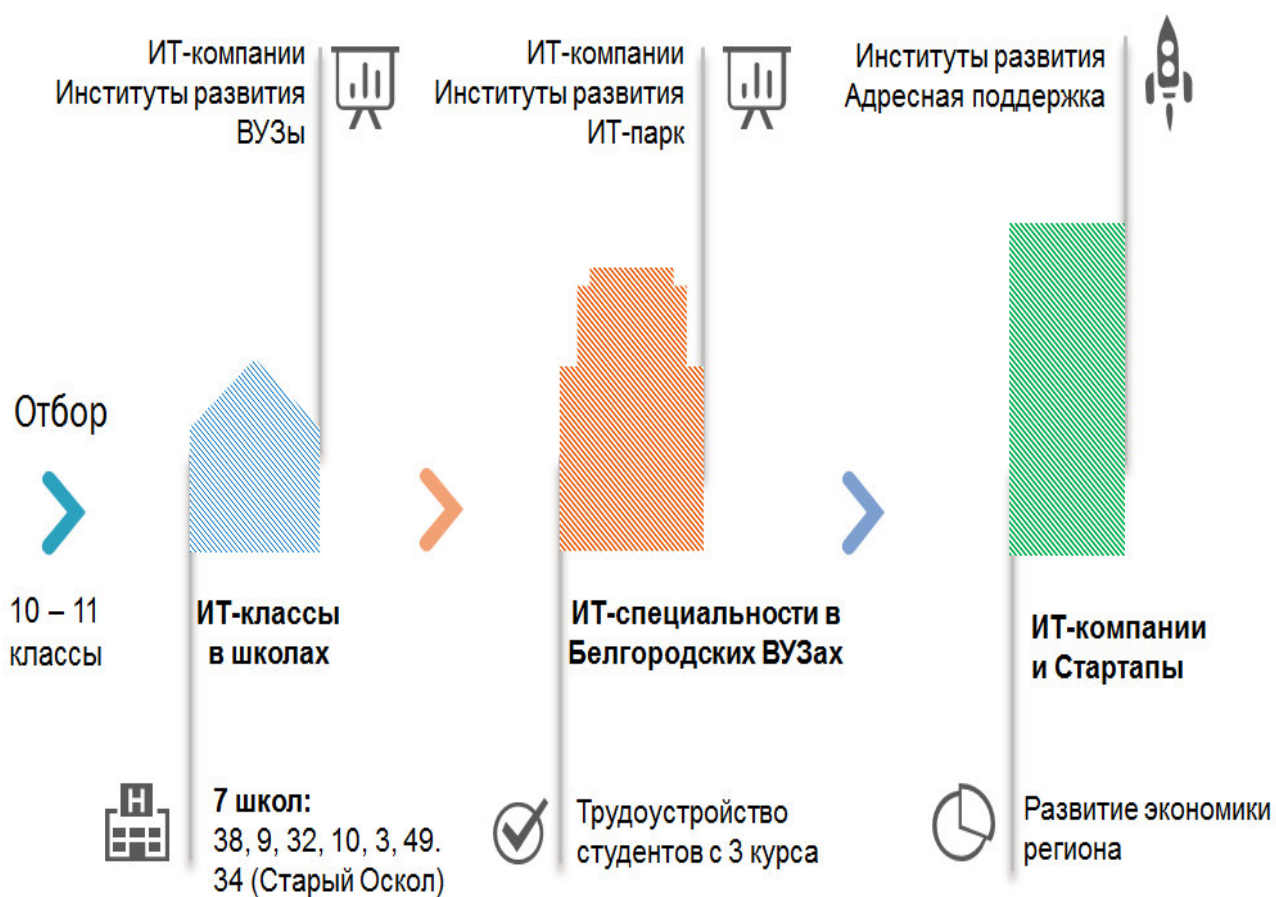 ИТ-компании
Институты развития
ВУЗы
ИТ-компании
Институты развития
ИТ-парк
Институты развития
Адресная поддержка
Отбор
10 – 11
классы
ИТ-классы
в школах
ИТ-специальности в
Белгородских ВУЗах
ИТ-компании
и Стартапы
H
7 школ:
38, 9, 32, 10, 3, 49.
34 (Старый Оскол)
Трудоустройство
студентов с 3 курса
Развитие экономики
региона